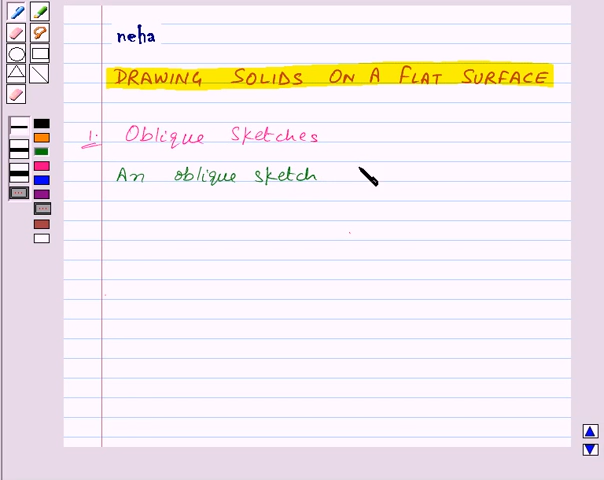 neha
DRAWING SOLIDS ON A FLAT SURFACE
1. Oblique Sketches
An oblique sketch